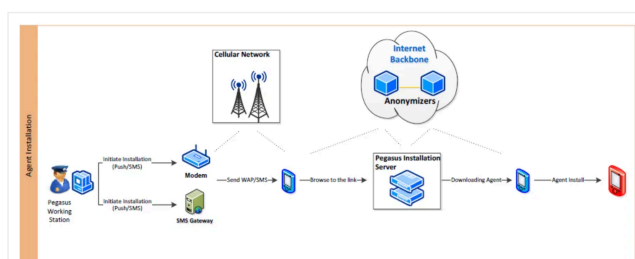 Agent Installation
Cellular Network
Internet
Backbone
Anonymizers
Initiate Installation
(Push/SMS)
Modem
Send WAP/SMS
Browse to the link
Pegasus Installation
Server
Downloading Agent
Agent Install
Pegasus
Working
Station
Initiate Installation
(Push/SMS)
SMS Gateway